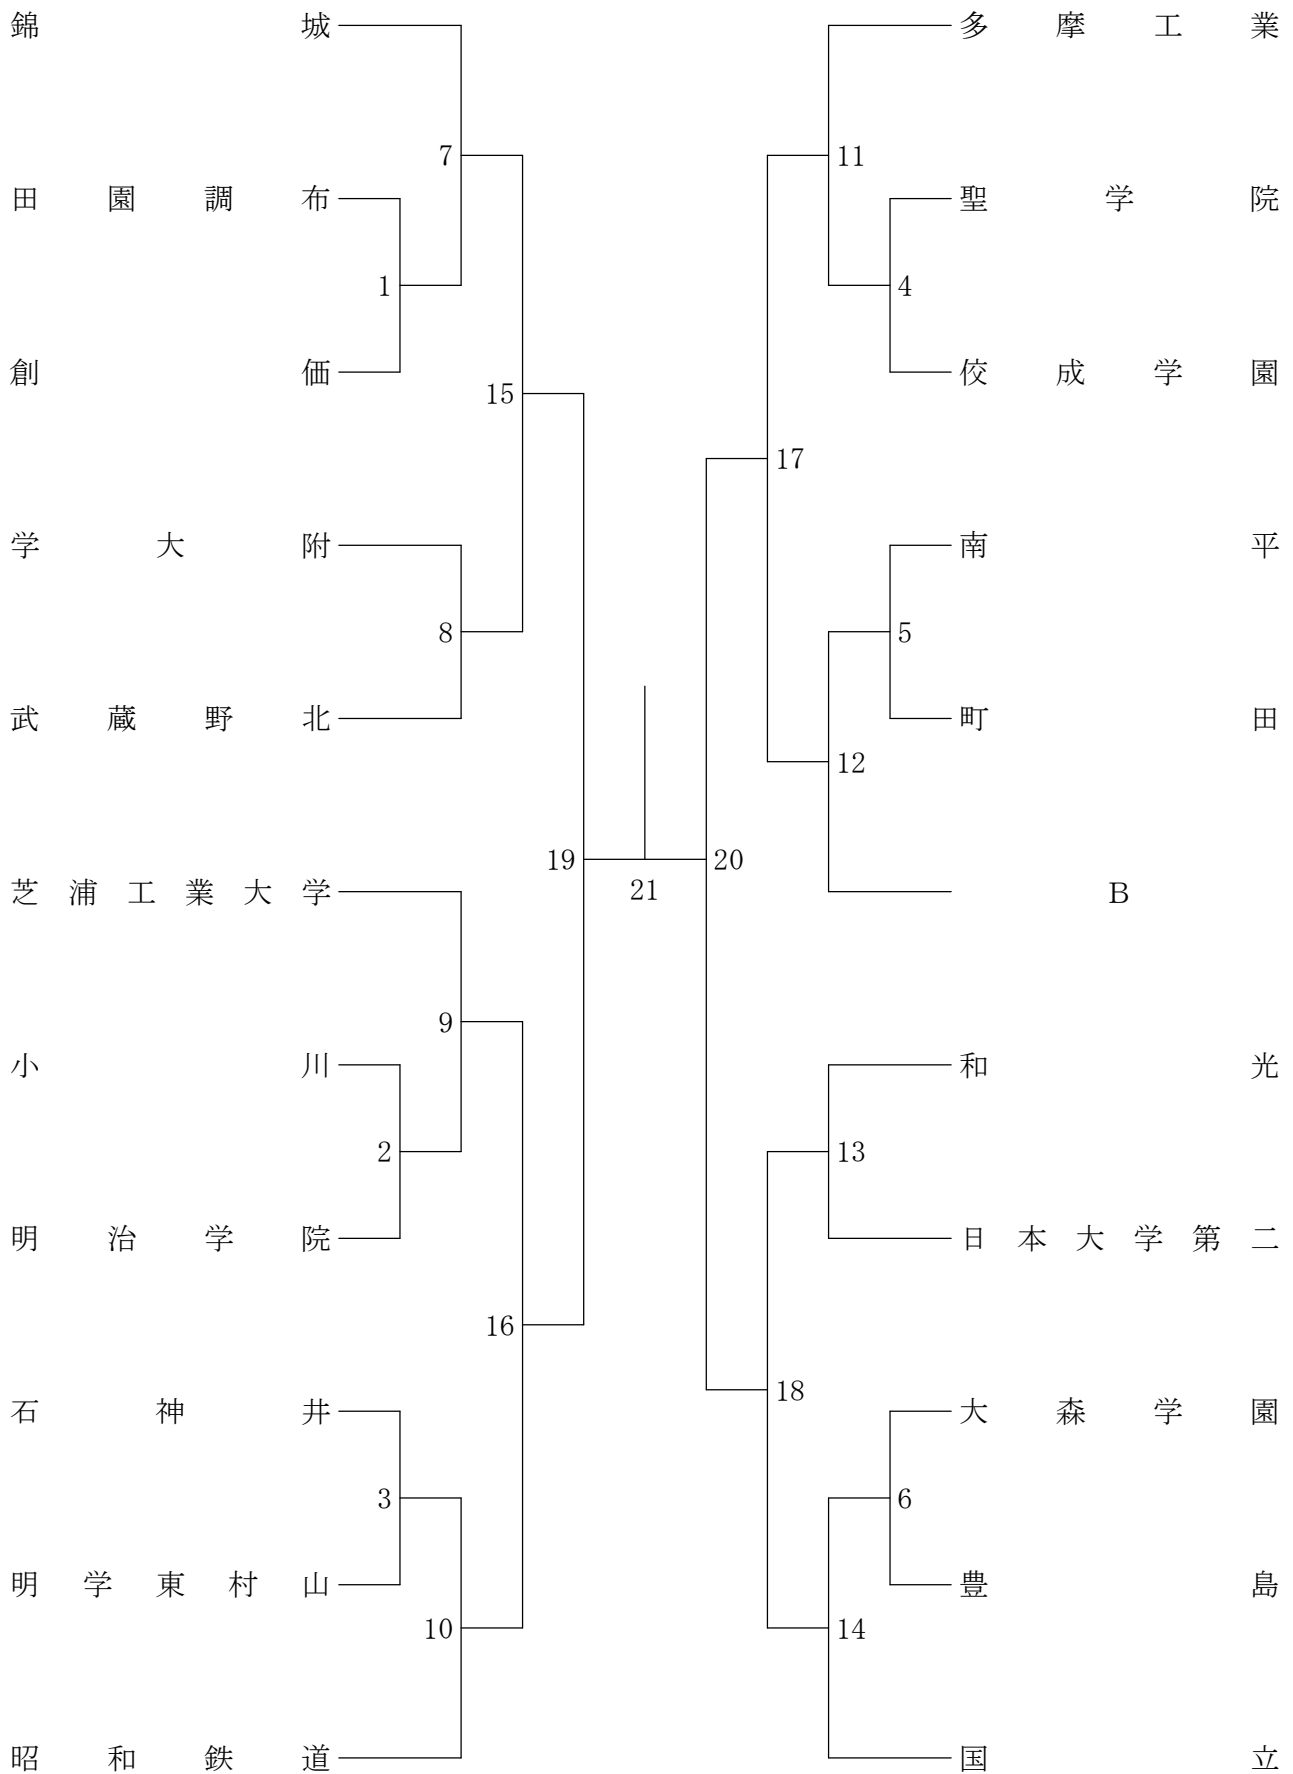 錦城
7
田園調布
1
創価
15
学大附
8
武蔵野北
19
芝浦工業大学
9
小川
2
明治学院
16
石神井
3
明学東村山
10
昭和鉄道
21
多摩工業
11
聖学院
4
佼成学園
17
南平
5
町田
12
20
B
和光
13
日本大学第二
18
大森学園
6
豊島
14
国立